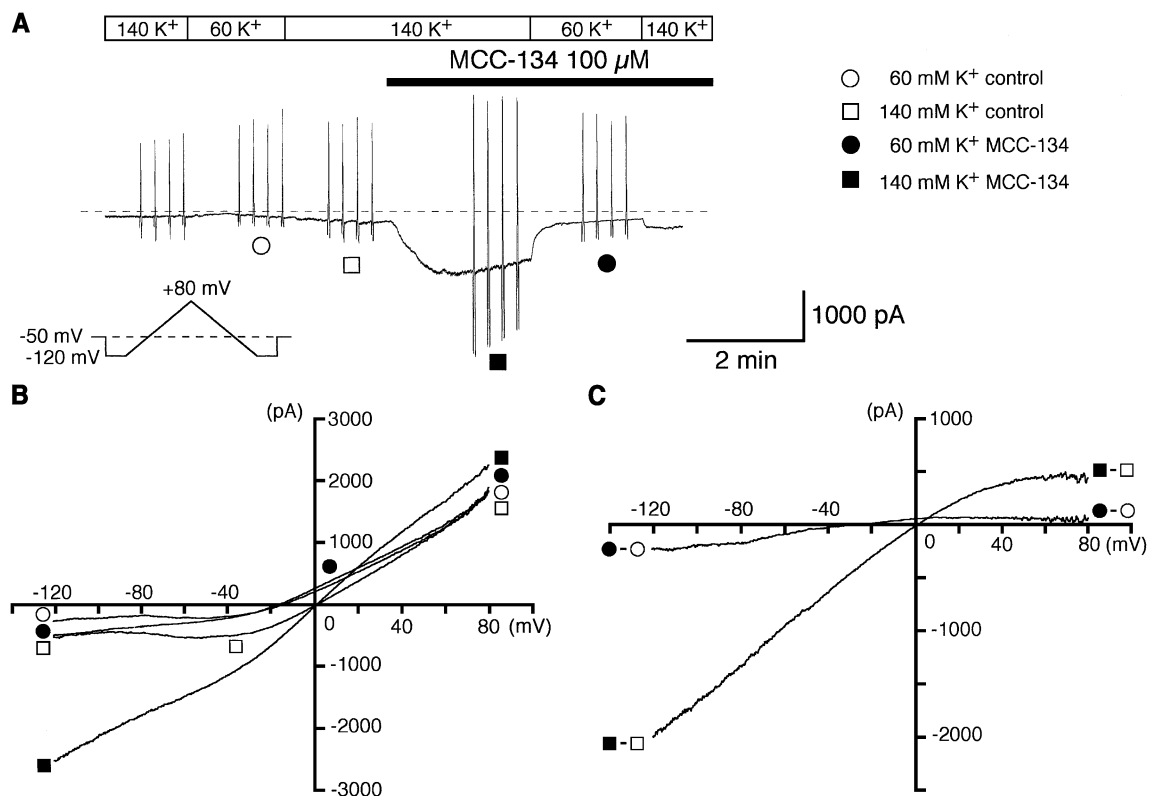 A
140 K+ 60 K+ 140 K+ 60 K+ 140 K+
MCC-134 100 µM
60 mM K+ control
140 mM K+ control
60 mM K+ MCC-134
140 mM K+ MCC-134
+80 mV
-50 mV
-120 mV
1000 pA
2 min
B
(pA)
3000
2000
1000
-120 -80 -40
0 40 80 (mV)
-1000
-2000
-3000
C
(pA)
1000
-120 -80 -40
0 40 80 (mV)
-1000
-2000